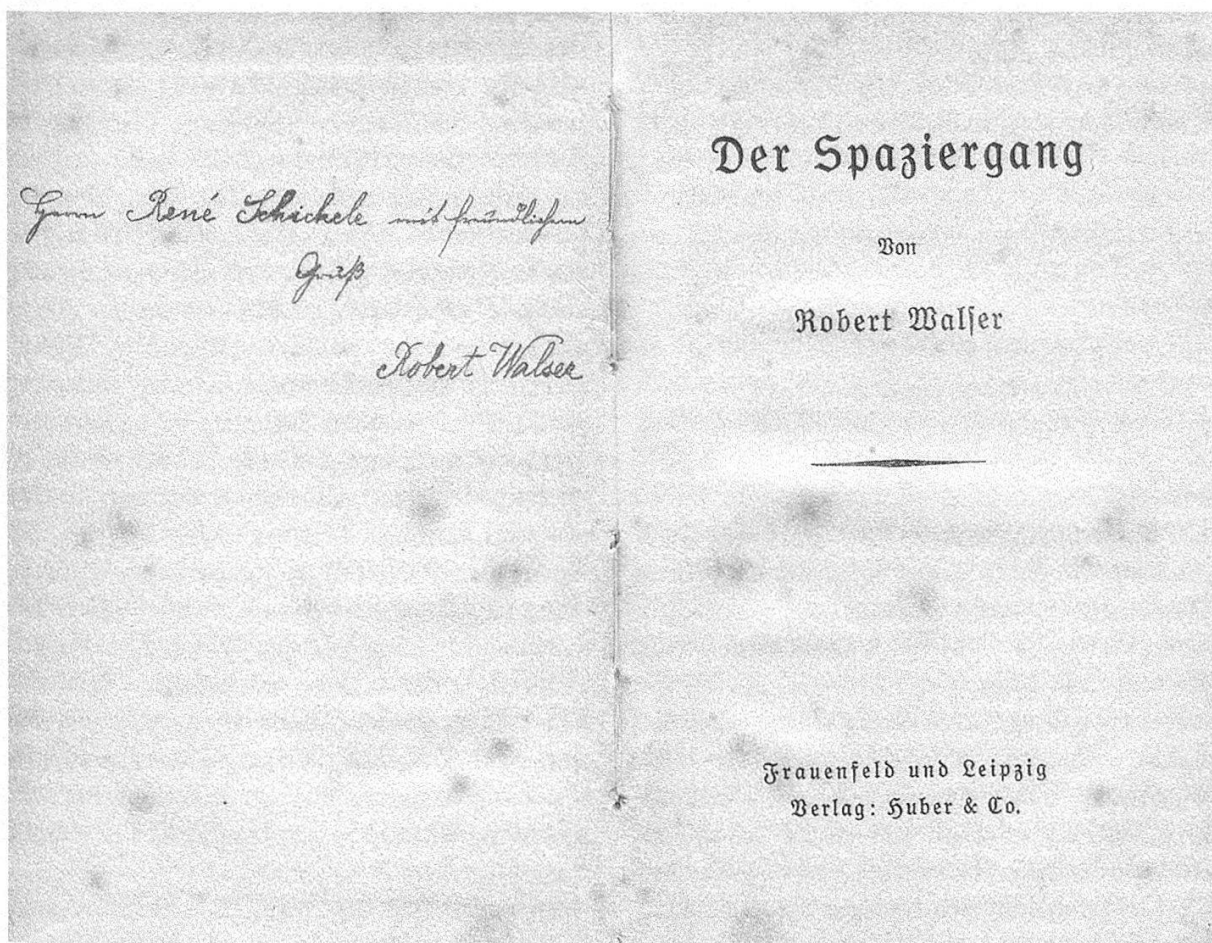 Herrn René Schickele mit freundlichem
Gruß
Robert Walser
Der Spaziergang
Von
Robert Walser
Frauenfeld und Leipzig
Verlag: Huber & Co.